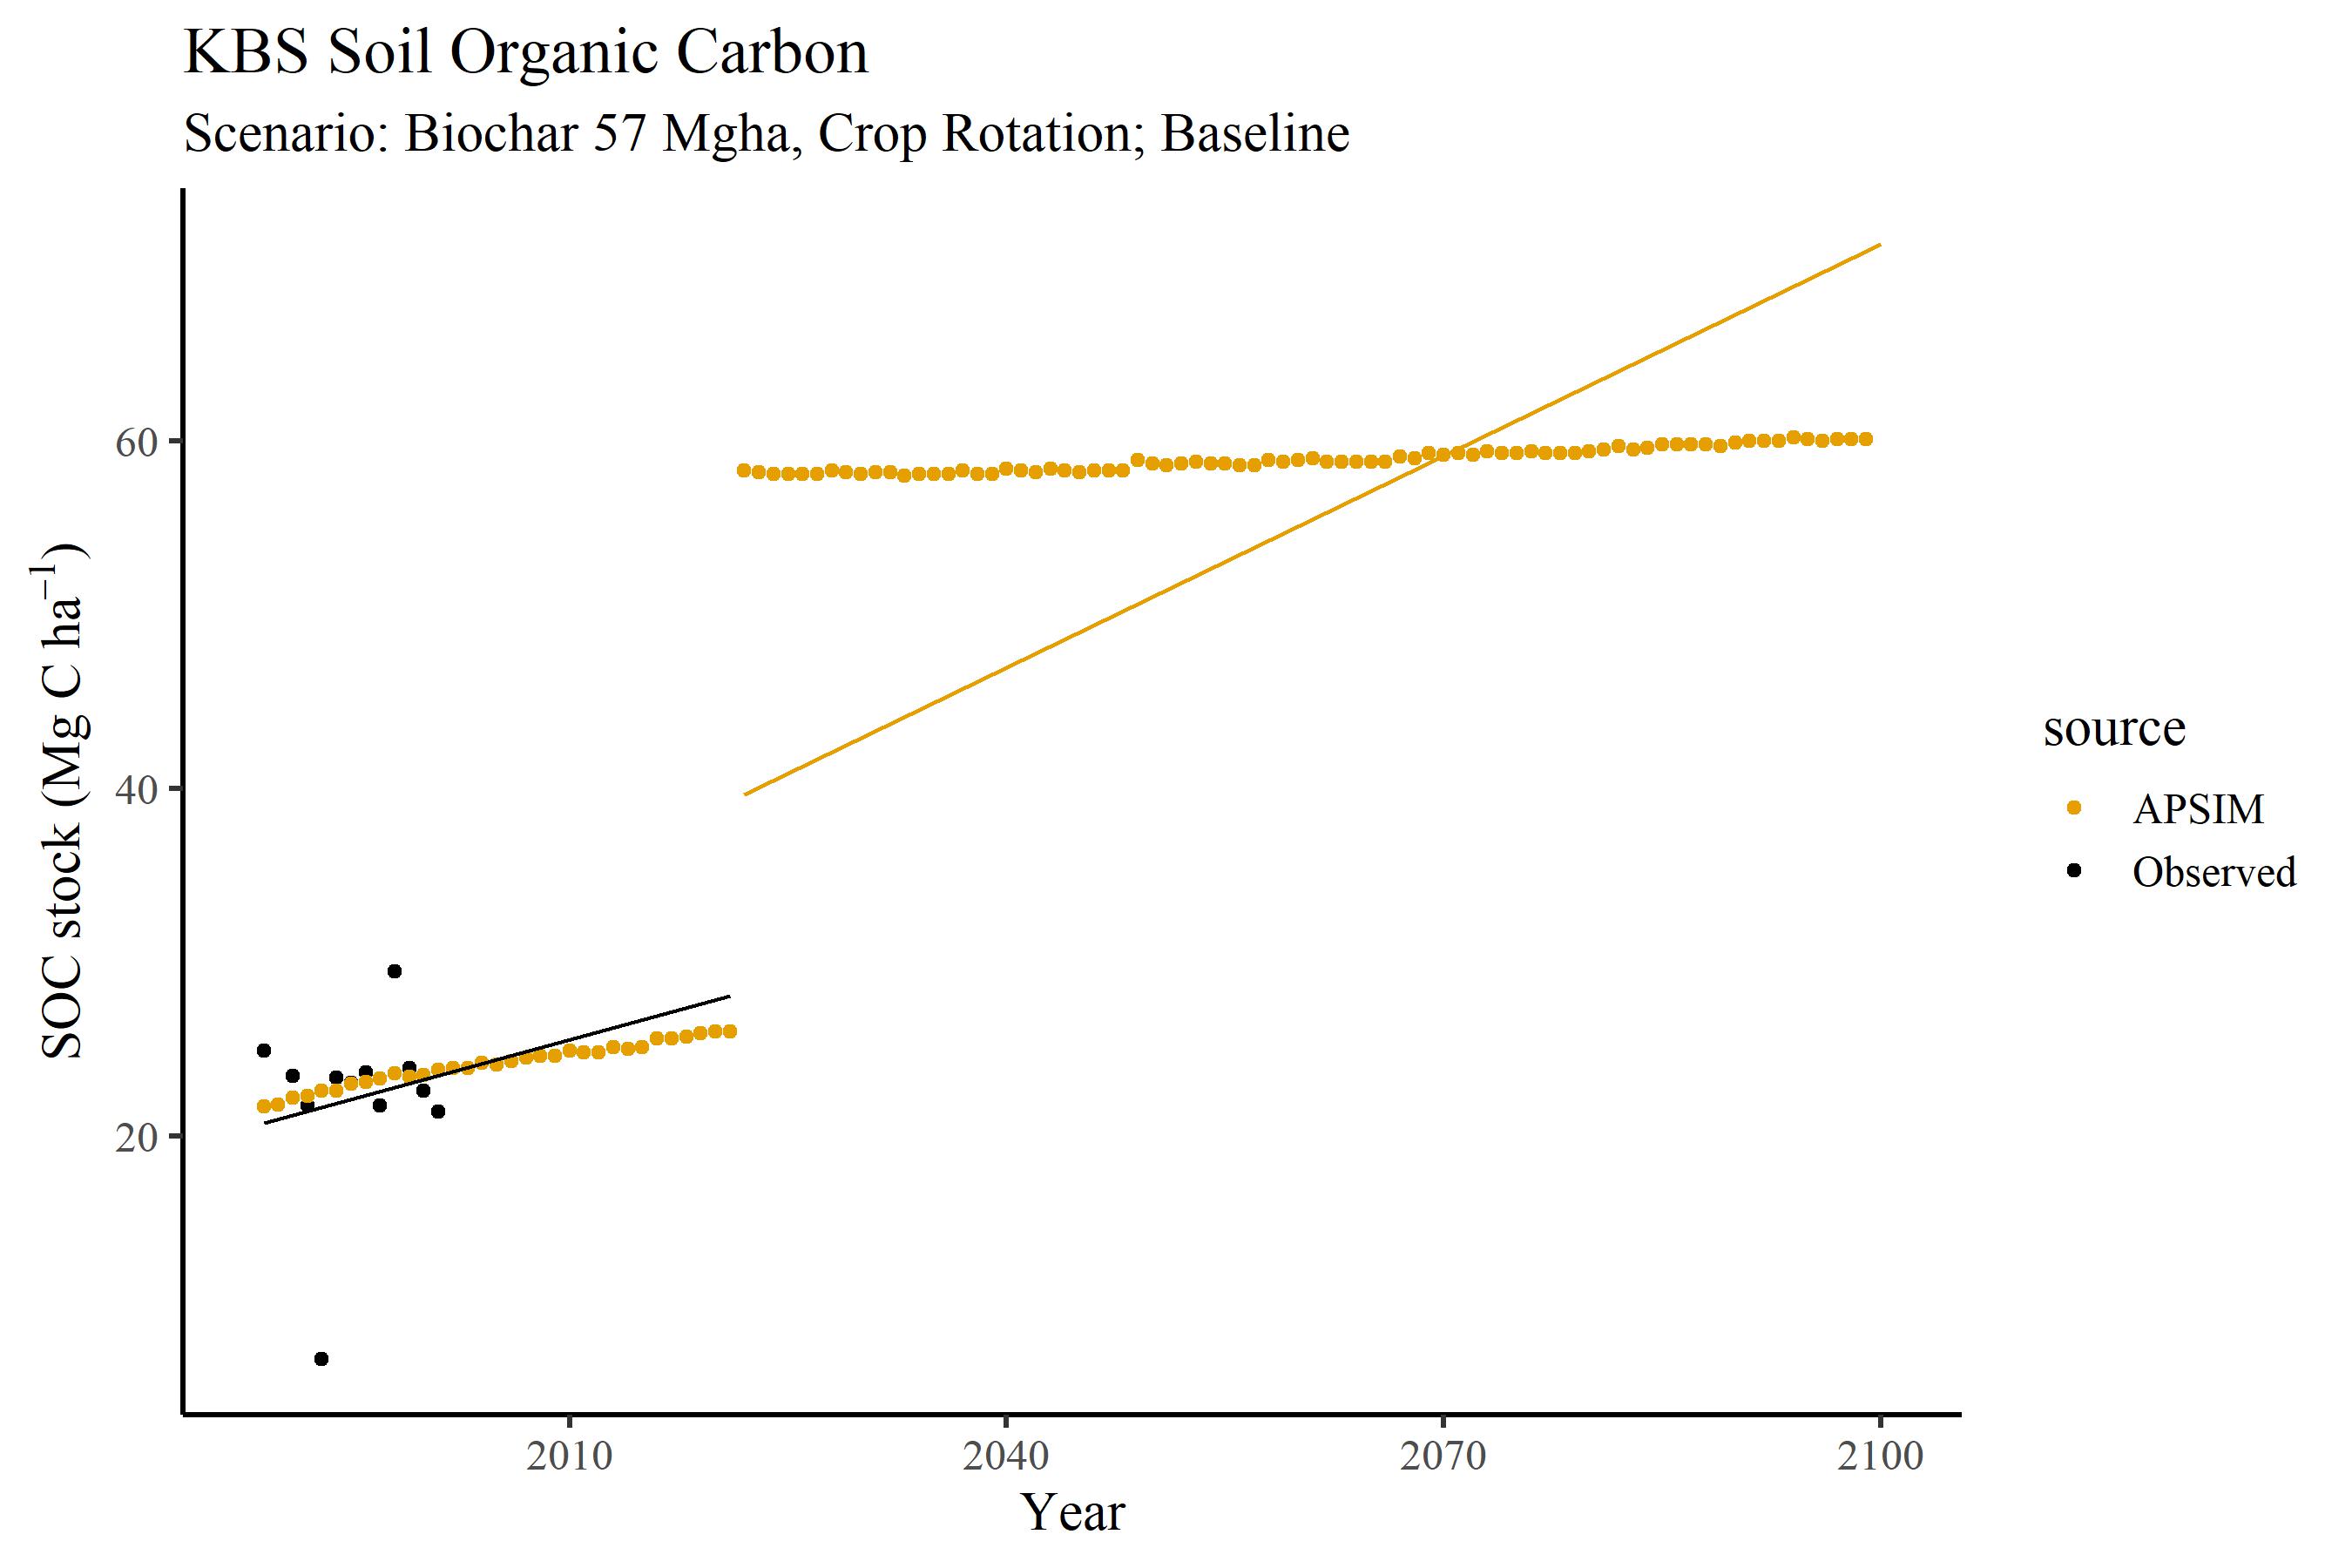 KBS Soil Organic Carbon
Scenario: Biochar 57 Mgha, Crop Rotation; Baseline
SOC stock (Mg C ha⁻¹)
60
40
20
2010
2040
2070
2100
Year
source
APSIM
Observed